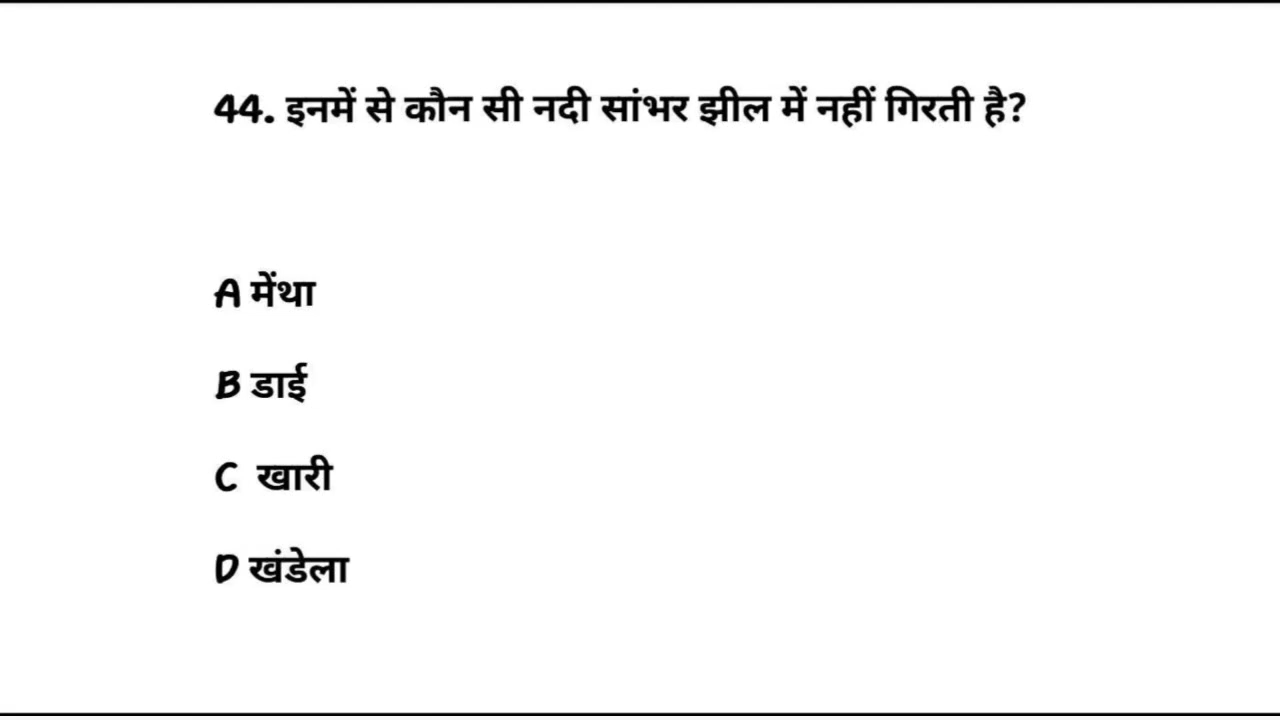 44. इनमें से कौन सी नदी सांभर झील में नहीं गिरती है?
A मेंथा
B डाई
C खारी
D खंडेला